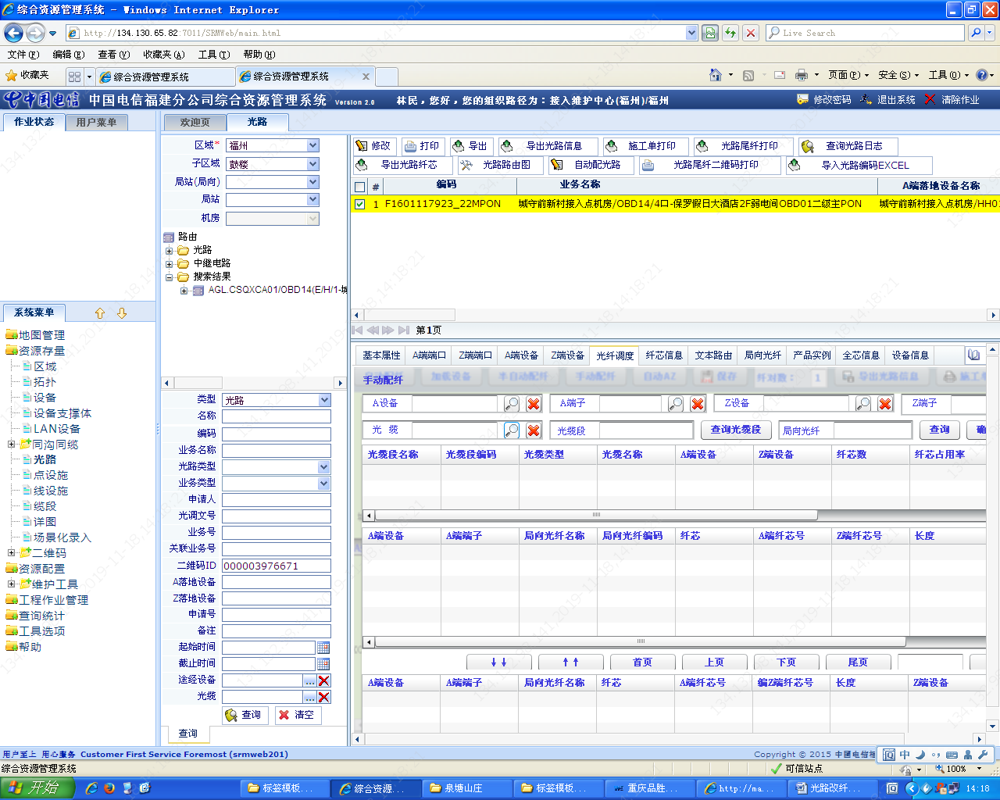 综合资源管理系统 - Windows Internet Explorer
http://134.130.65.82:7011/SRMWeb/main.html
Live Search
文件(F) 编辑(E) 查看(V) 收藏夹(A) 工具(T) 帮助(H)
收藏夹 综合资源管理系统 综合资源管理系统 页面(P) 安全(S) 工具(O)
中国电信 中国电信福建分公司综合资源管理系统 Version 2.0 林民，您好，您的组织路径为：接入维护中心(福州)/福州 修改密码 退出系统 清除作业
作业状态 用户菜单
系统菜单
地图管理
资源存量
区域
拓扑
设备
设备支撑体
LAN设备
同沟同缆
光路
点设施
线设施
缆段
详图
场景化录入
二维码
资源配置
维护工具
工程作业管理
查询统计
工具选项
帮助
欢迎页 光路
区域* 福州
子区域 鼓楼
局站(局向)
局站
机房
路由
光路
中继电路
搜索结果
AGL.CSQXCA01/OBD14(E/H/1-城
类型 光路
名称
编码
业务名称
光路类型
业务类型
申请人
光调文号
业务号
关联业务号
二维码ID 000003976671
A落地设备
Z落地设备
申请号
备注
起始时间
截止时间
途经设备 ...
光缆 ...
查询 清空
查询
修改 打印 导出 导出光路信息 施工单打印 光路尾纤打印 查询光路日志
导出光路纤芯 光路路由图 自动配光路 光路尾纤二维码打印 导入光路编码EXCEL
# 编码 业务名称 A端落地设备名称
1 F1601117923_22MPON 城守前新村接入点机房/OBD14/4口-保罗假日大酒店2F弱电间OBD01二级主PON 城守前新村接入点机房/HH01
第1页
基本属性 A端端口 Z端端口 A端设备 Z端设备 光纤调度 纤芯信息 文本路由 局向光纤 产品实例 全芯信息 设备信息
手动配纤 加载设备 半自动配纤 手动配纤 自动AZ 保存 纤对数： 1 导出光路信息 施工单
A设备 A端子 Z设备 Z端子
光 缆 光缆段 查询光缆段 局向光纤 查询 确
光缆段名称 光缆段编码 光缆类型 光缆名称 A端设备 Z端设备 纤芯数 纤芯占用率
A端设备 A端端子 局向光纤名称 局向光纤编码 纤芯 A端纤芯号 Z端纤芯号 长度
↓↓ ↑↑ 首页 上页 下页 尾页
A端设备 A端端子 局向光纤名称 纤芯 A端纤芯号 编Z端纤芯号 长度 Z端设备
用户至上 用心服务 Customer First Service Foremost (srmweb201) Copyright © 2015 中国电信福
中
综合资源管理系统 可信站点 100%
开始 标签模板... 综合资源... 泉塘山庄 标签模板... 重庆品胜... http://ma... 光路改纤... 14:18